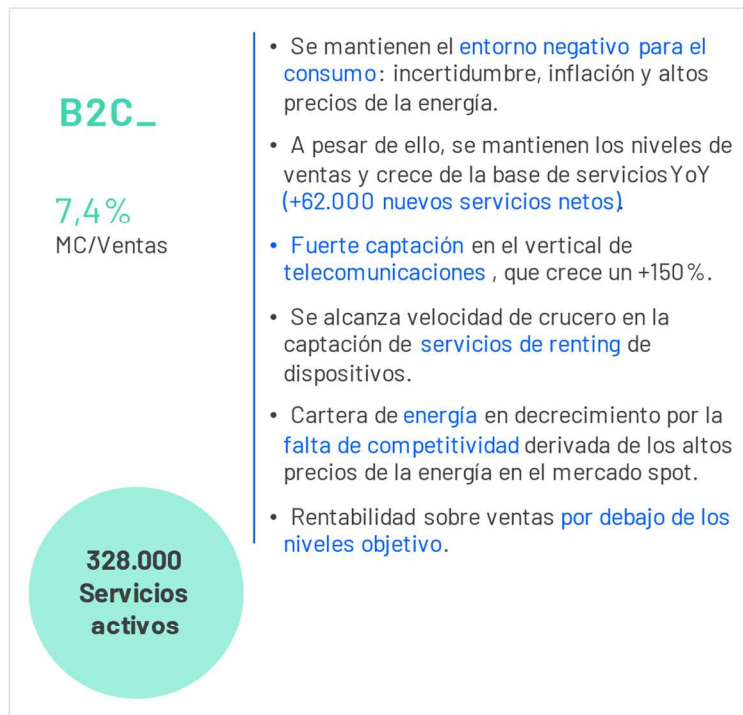 B2C_
7,4%
MC/Ventas
328.000
Servicios
activos
• Se mantienen el entorno negativo para el
consumo: incertidumbre, inflación y altos
precios de la energía.
• A pesar de ello, se mantienen los niveles de
ventas y crece de la base de servicios YoY
(+62.000 nuevos servicios netos).
• Fuerte captación en el vertical de
telecomunicaciones , que crece un +150%.
• Se alcanza velocidad de crucero en la
captación de servicios de renting de
dispositivos.
• Cartera de energía en decrecimiento por la
falta de competitividad derivada de los altos
precios de la energía en el mercado spot.
• Rentabilidad sobre ventas por debajo de los
niveles objetivo.